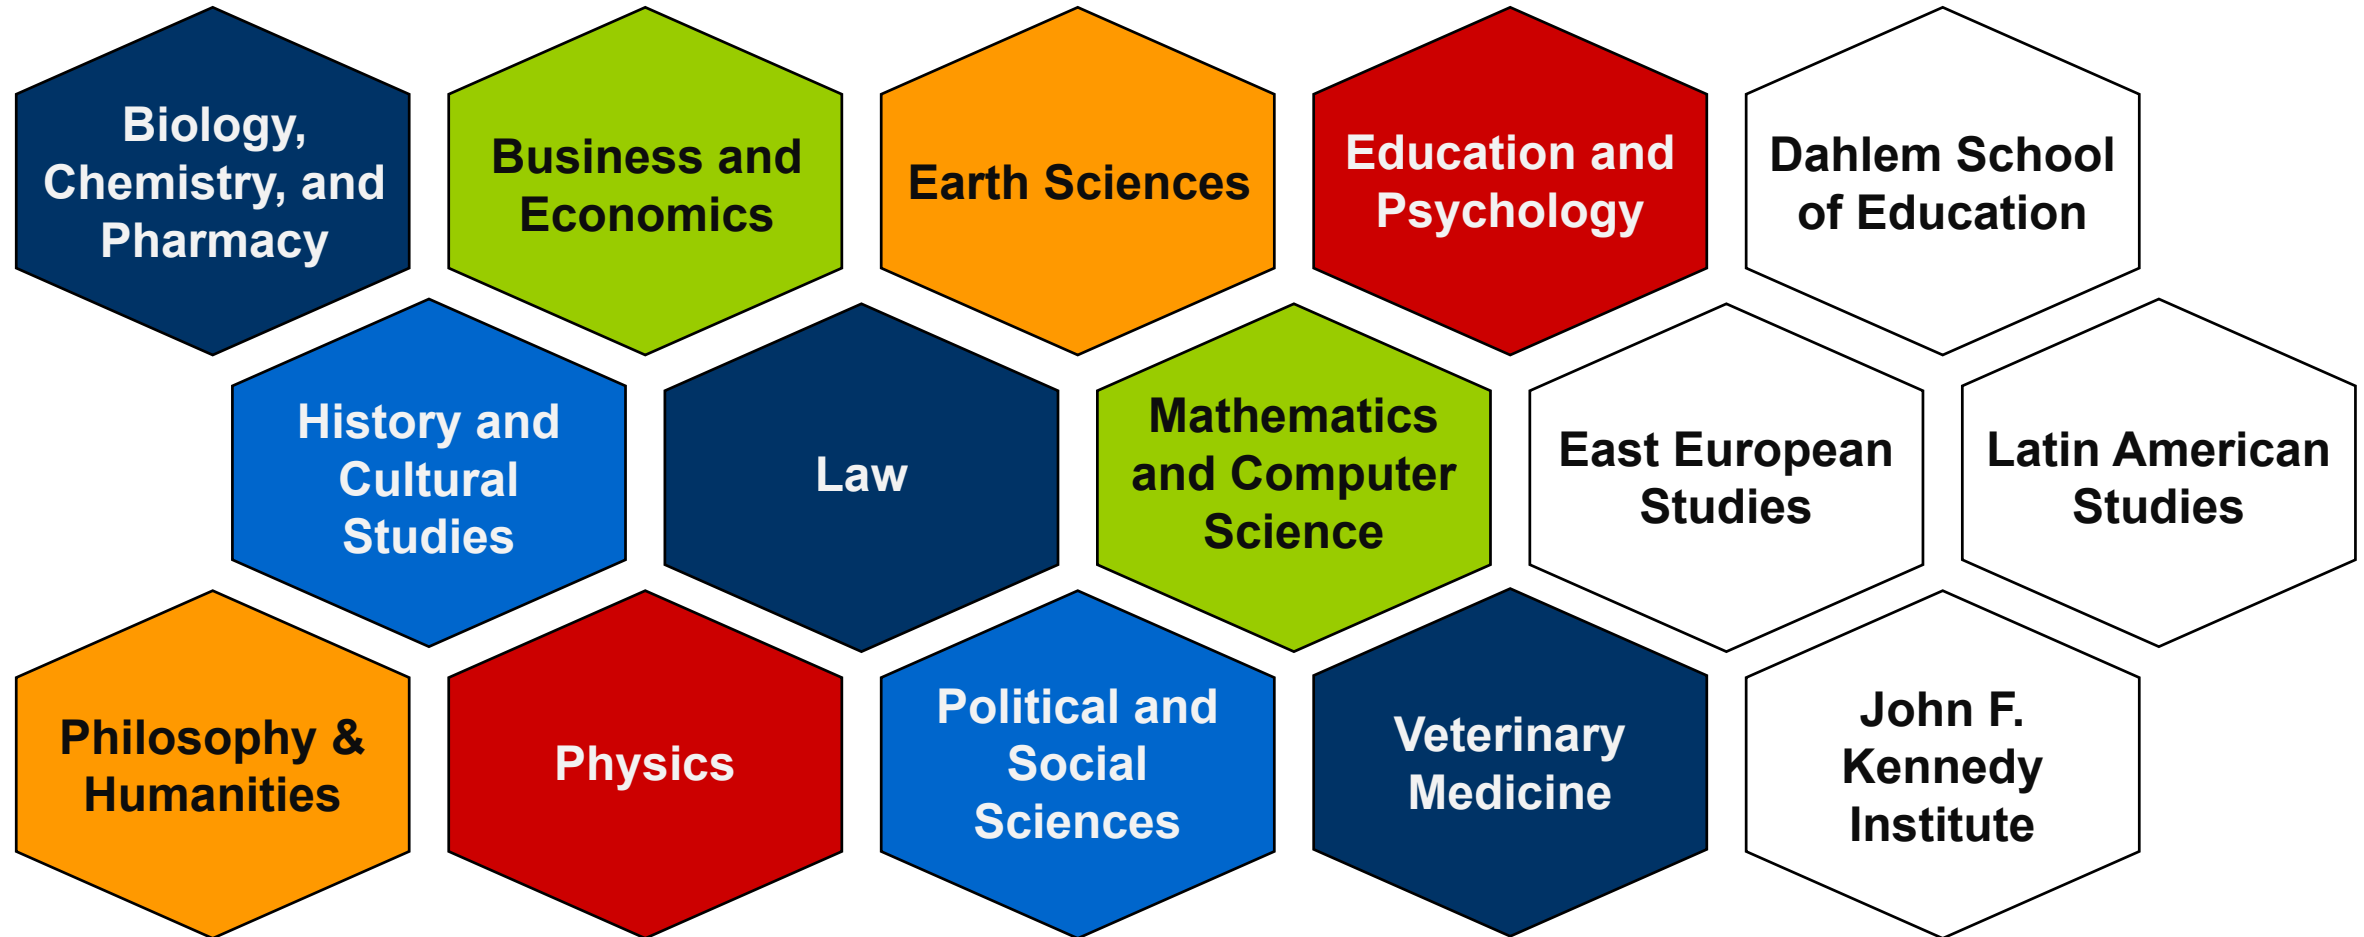 Biology,
Chemistry, and
Pharmacy
Business and
Economics
Earth Sciences
Education and
Psychology
Dahlem School
of Education
History and
Cultural
Studies
Law
Mathematics
and Computer
Science
East European
Studies
Latin American
Studies
Philosophy &
Humanities
Physics
Political and
Social
Sciences
Veterinary
Medicine
John F.
Kennedy
Institute